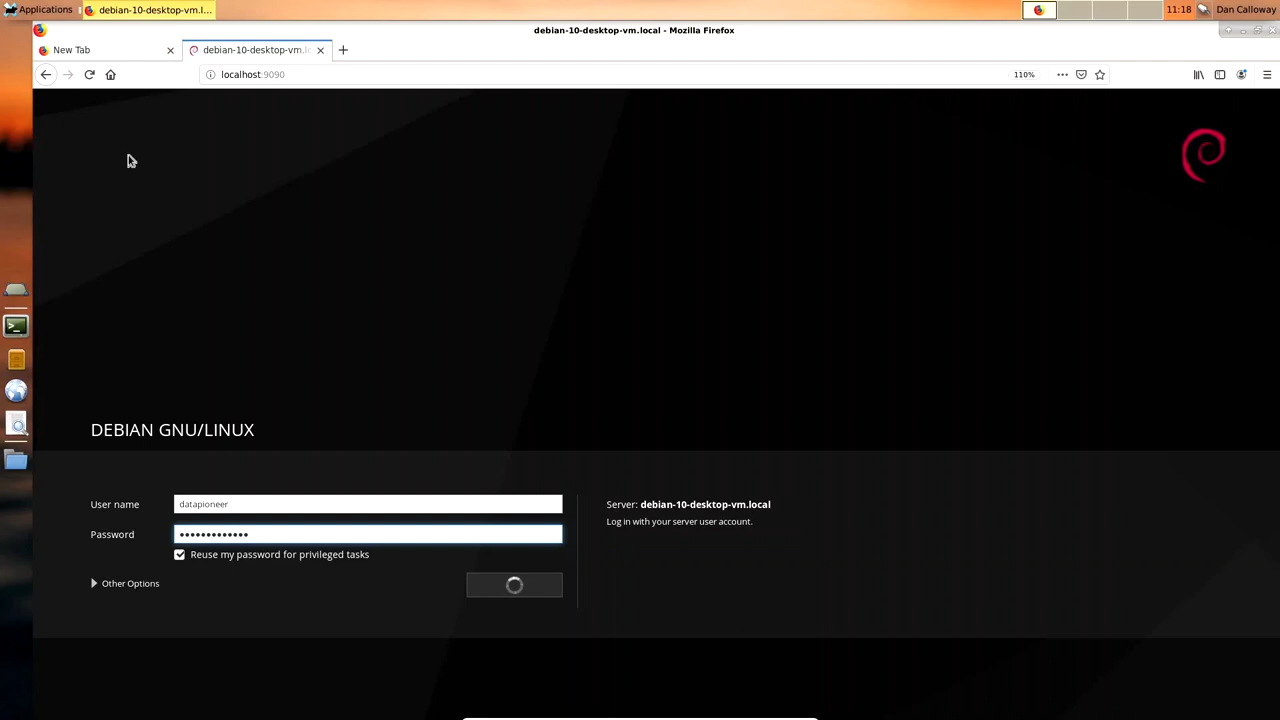 Applications
debian-10-desktop-vm.l...
11:18
Dan Calloway
debian-10-desktop-vm.local - Mozilla Firefox
New Tab
debian-10-desktop-vm.lo
localhost:9090
110%
DEBIAN GNU/LINUX
User name
datapioneer
Server: debian-10-desktop-vm.local
Log in with your server user account.
Password
•••••••••••••
Reuse my password for privileged tasks
Other Options